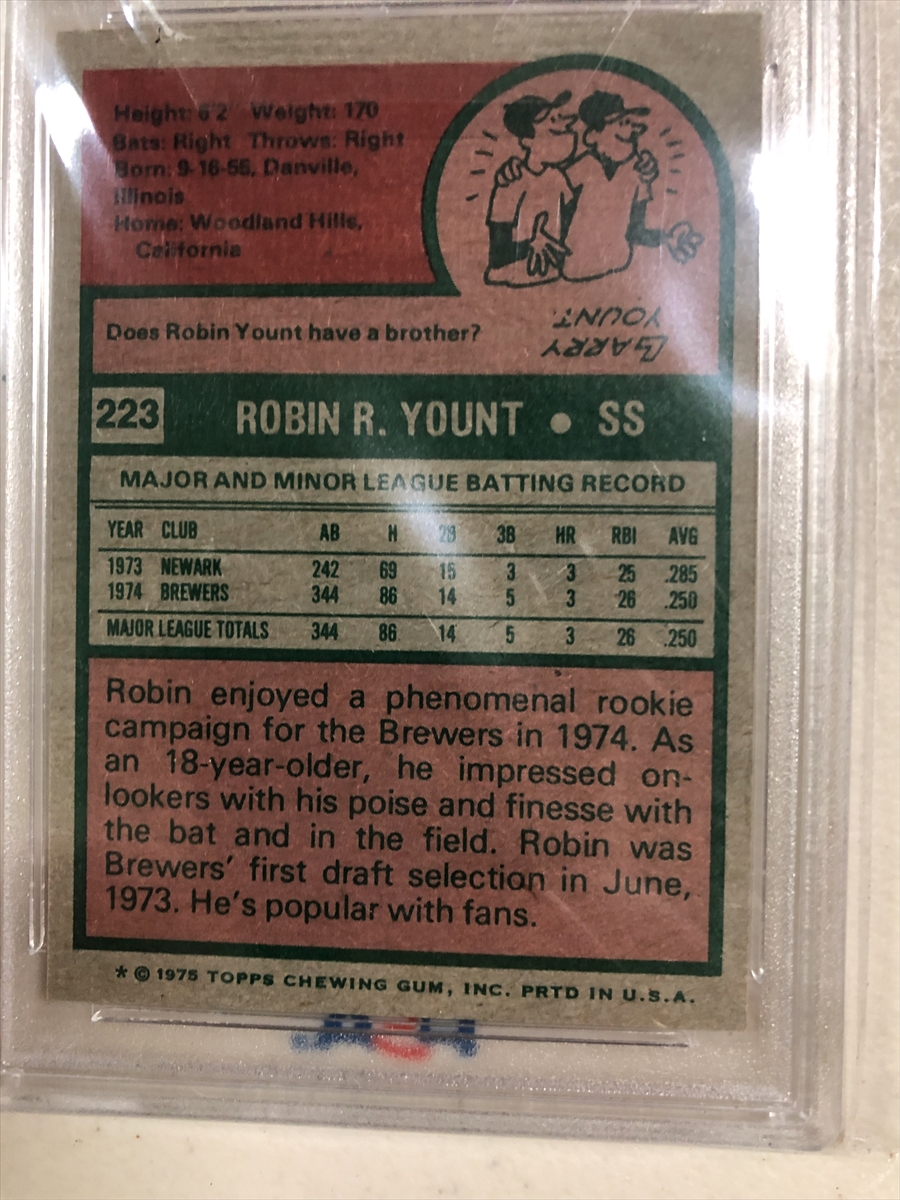 Height: 6'2" Weight: 170
Bats: Right Throws: Right
Born: 9-16-55, Danville,
Illinois
Home: Woodland Hills,
California
Does Robin Yount have a brother?
LARRY
YOUNT.
223 ROBIN R. YOUNT • SS
MAJOR AND MINOR LEAGUE BATTING RECORD
YEAR CLUB AB H 2B 3B HR RBI AVG
1973 NEWARK 242 69 15 3 3 25 .285
1974 BREWERS 344 86 14 5 3 26 .250
MAJOR LEAGUE TOTALS 344 86 14 5 3 26 .250
Robin enjoyed a phenomenal rookie
campaign for the Brewers in 1974. As
an 18-year-older, he impressed on-
lookers with his poise and finesse with
the bat and in the field. Robin was
Brewers' first draft selection in June,
1973. He's popular with fans.
* © 1975 TOPPS CHEWING GUM, INC. PRTD IN U.S.A.